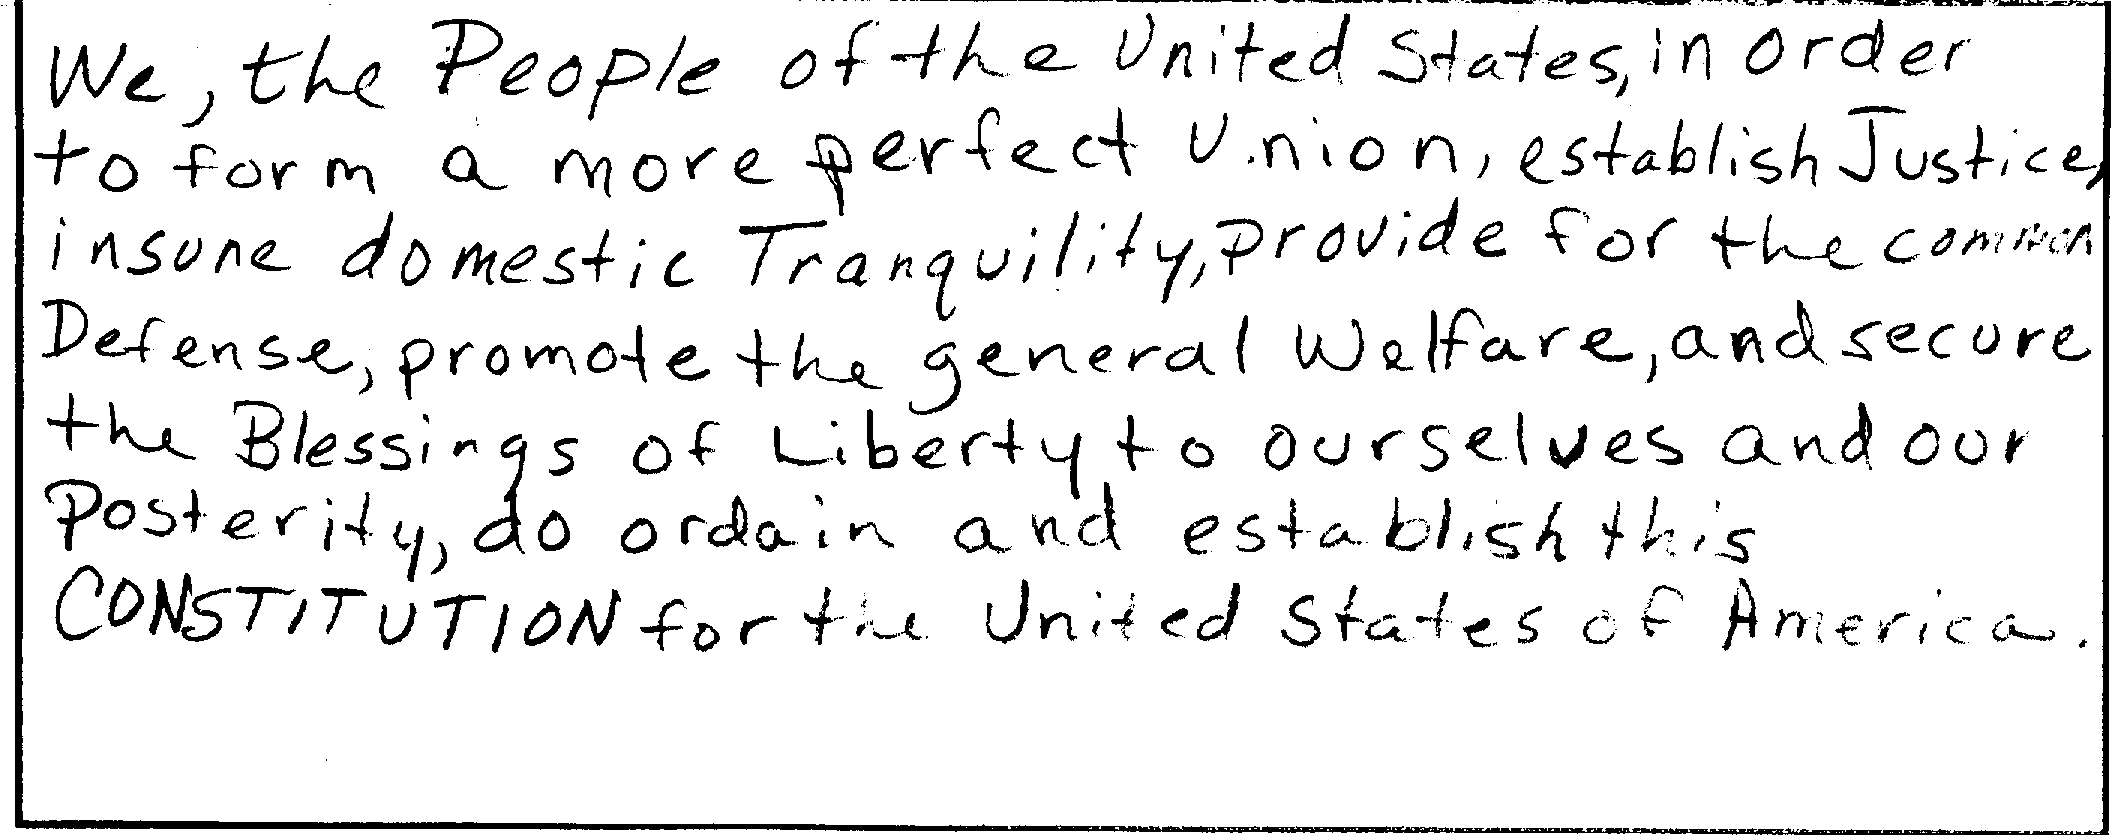 We, the People of the United States, in order
to form a more perfect Union, establish Justice,
insure domestic Tranquility, provide for the common
Defense, promote the general Welfare, and secure
the Blessings of Liberty to ourselves and our
Posterity, do ordain and establish this
CONSTITUTION for the United States of America.